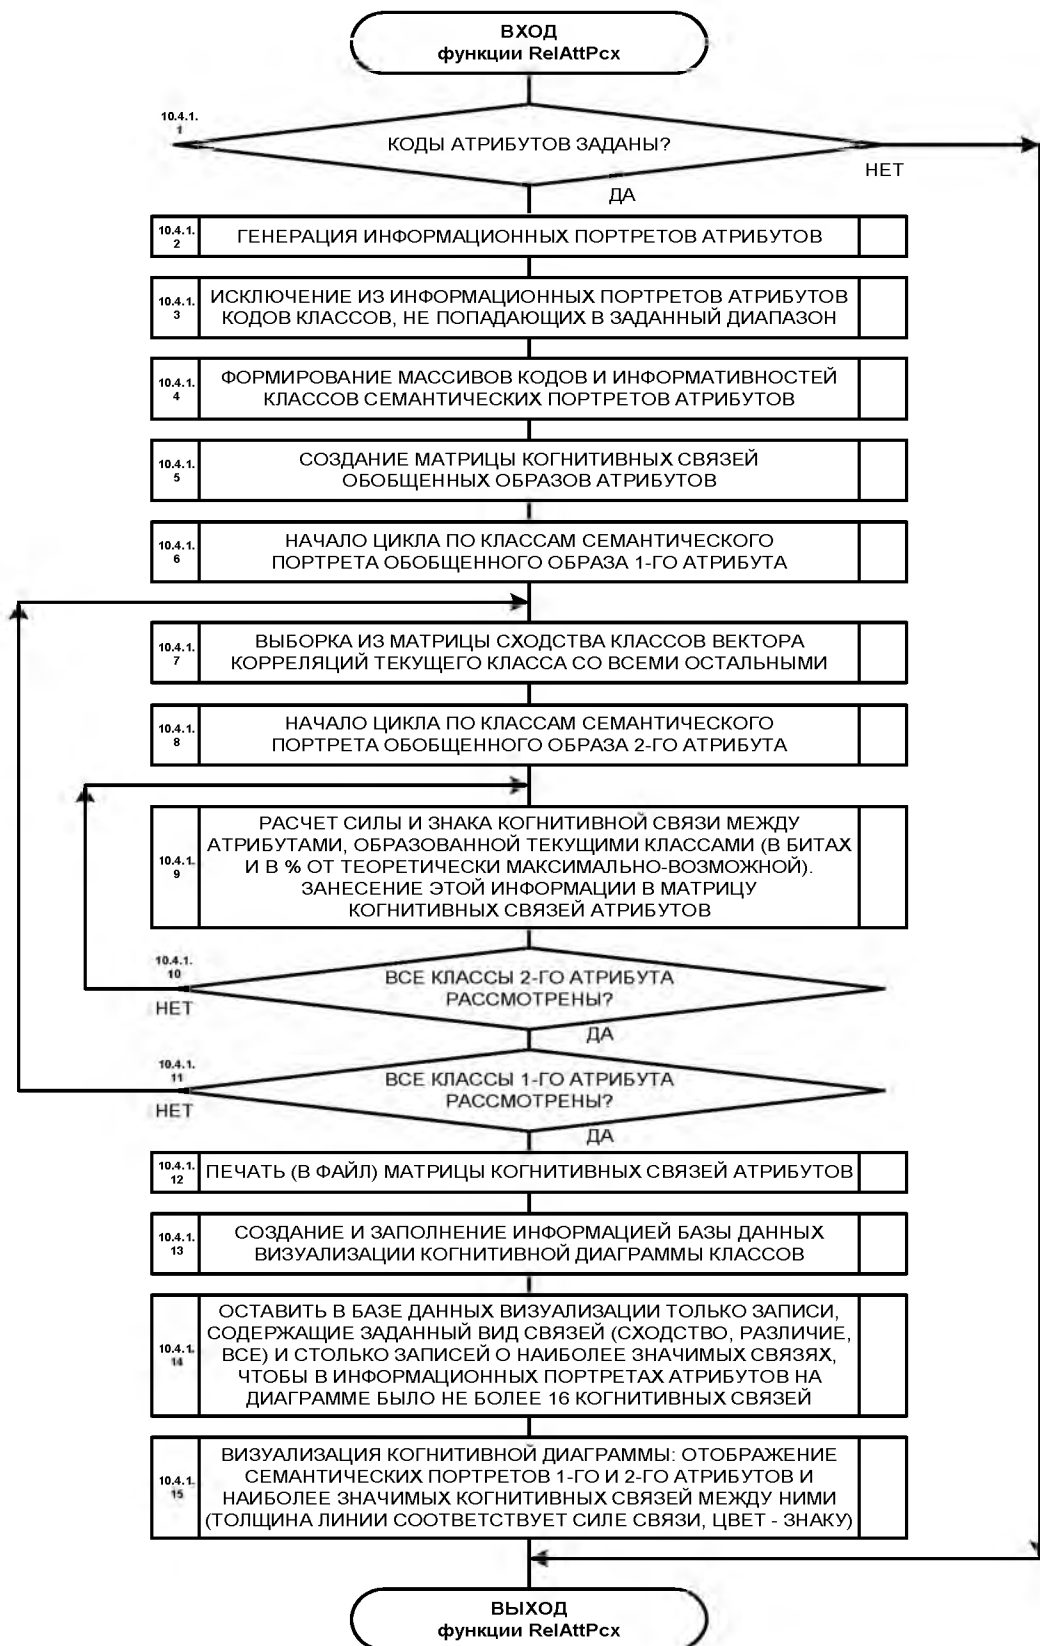 ВХОД
функции RelAttPcx
10.4.1.
1
КОДЫ АТРИБУТОВ ЗАДАНЫ?
НЕТ
ДА
10.4.1.
2
ГЕНЕРАЦИЯ ИНФОРМАЦИОННЫХ ПОРТРЕТОВ АТРИБУТОВ
10.4.1.
3
ИСКЛЮЧЕНИЕ ИЗ ИНФОРМАЦИОННЫХ ПОРТРЕТОВ АТРИБУТОВ
КОДОВ КЛАССОВ, НЕ ПОПАДАЮЩИХ В ЗАДАННЫЙ ДИАПАЗОН
10.4.1.
4
ФОРМИРОВАНИЕ МАССИВОВ КОДОВ И ИНФОРМАТИВНОСТЕЙ
КЛАССОВ СЕМАНТИЧЕСКИХ ПОРТРЕТОВ АТРИБУТОВ
10.4.1.
5
СОЗДАНИЕ МАТРИЦЫ КОГНИТИВНЫХ СВЯЗЕЙ
ОБОБЩЕННЫХ ОБРАЗОВ АТРИБУТОВ
10.4.1.
6
НАЧАЛО ЦИКЛА ПО КЛАССАМ СЕМАНТИЧЕСКОГО
ПОРТРЕТА ОБОБЩЕННОГО ОБРАЗА 1-ГО АТРИБУТА
10.4.1.
7
ВЫБОРКА ИЗ МАТРИЦЫ СХОДСТВА КЛАССОВ ВЕКТОРА
КОРРЕЛЯЦИЙ ТЕКУЩЕГО КЛАССА СО ВСЕМИ ОСТАЛЬНЫМИ
10.4.1.
8
НАЧАЛО ЦИКЛА ПО КЛАССАМ СЕМАНТИЧЕСКОГО
ПОРТРЕТА ОБОБЩЕННОГО ОБРАЗА 2-ГО АТРИБУТА
10.4.1.
9
РАСЧЕТ СИЛЫ И ЗНАКА КОГНИТИВНОЙ СВЯЗИ МЕЖДУ
АТРИБУТАМИ, ОБРАЗОВАННОЙ ТЕКУЩИМИ КЛАССАМИ (В БИТАХ
И В % ОТ ТЕОРЕТИЧЕСКИ МАКСИМАЛЬНО-ВОЗМОЖНОЙ).
ЗАНЕСЕНИЕ ЭТОЙ ИНФОРМАЦИИ В МАТРИЦУ
КОГНИТИВНЫХ СВЯЗЕЙ АТРИБУТОВ
10.4.1.
10
ВСЕ КЛАССЫ 2-ГО АТРИБУТА
РАССМОТРЕНЫ?
НЕТ
ДА
10.4.1.
11
ВСЕ КЛАССЫ 1-ГО АТРИБУТА
РАССМОТРЕНЫ?
НЕТ
ДА
10.4.1.
12
ПЕЧАТЬ (В ФАЙЛ) МАТРИЦЫ КОГНИТИВНЫХ СВЯЗЕЙ АТРИБУТОВ
10.4.1.
13
СОЗДАНИЕ И ЗАПОЛНЕНИЕ ИНФОРМАЦИЕЙ БАЗЫ ДАННЫХ
ВИЗУАЛИЗАЦИИ КОГНИТИВНОЙ ДИАГРАММЫ КЛАССОВ
10.4.1.
14
ОСТАВИТЬ В БАЗЕ ДАННЫХ ВИЗУАЛИЗАЦИИ ТОЛЬКО ЗАПИСИ,
СОДЕРЖАЩИЕ ЗАДАННЫЙ ВИД СВЯЗЕЙ (СХОДСТВО, РАЗЛИЧИЕ,
ВСЕ) И СТОЛЬКО ЗАПИСЕЙ О НАИБОЛЕЕ ЗНАЧИМЫХ СВЯЗЯХ,
ЧТОБЫ В ИНФОРМАЦИОННЫХ ПОРТРЕТАХ АТРИБУТОВ НА
ДИАГРАММЕ БЫЛО НЕ БОЛЕЕ 16 КОГНИТИВНЫХ СВЯЗЕЙ
10.4.1.
15
ВИЗУАЛИЗАЦИЯ КОГНИТИВНОЙ ДИАГРАММЫ: ОТОБРАЖЕНИЕ
СЕМАНТИЧЕСКИХ ПОРТРЕТОВ 1-ГО И 2-ГО АТРИБУТОВ И
НАИБОЛЕЕ ЗНАЧИМЫХ КОГНИТИВНЫХ СВЯЗЕЙ МЕЖДУ НИМИ
(ТОЛЩИНА ЛИНИИ СООТВЕТСТВУЕТ СИЛЕ СВЯЗИ, ЦВЕТ - ЗНАКУ)
ВЫХОД
функции RelAttPcx